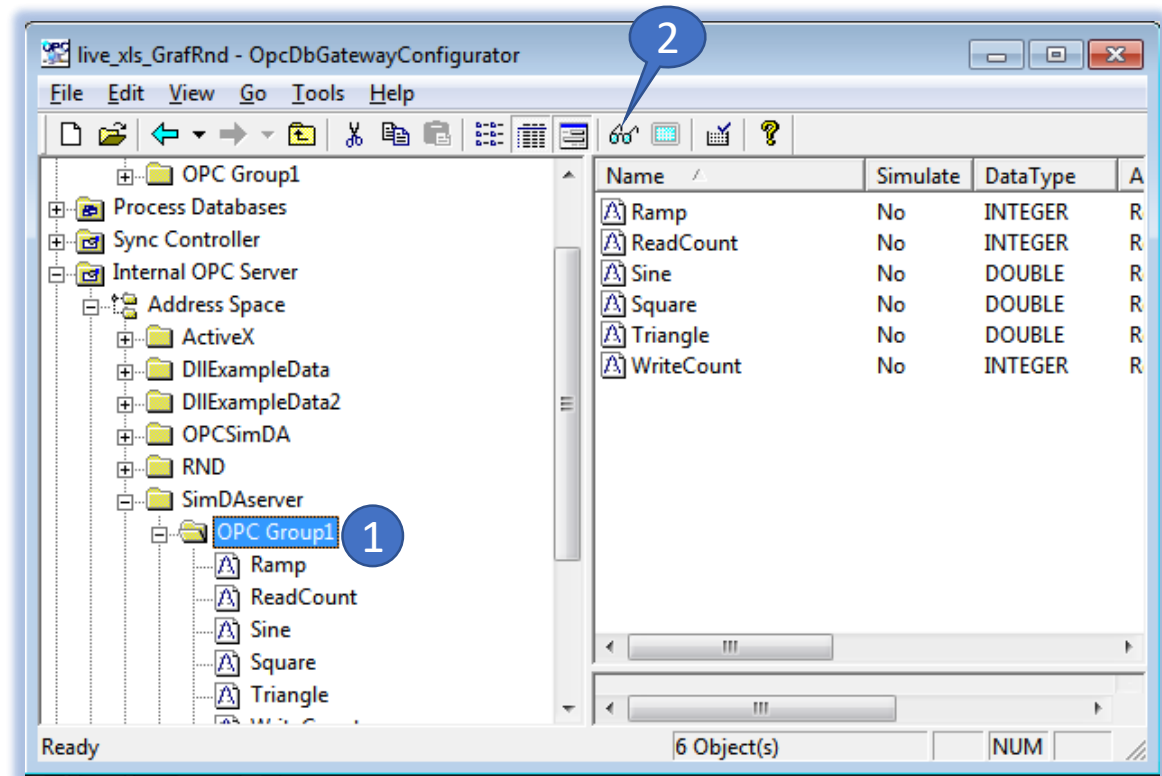 2
live_xls_GrafRnd - OpcDbGatewayConfigurator
File Edit View Go Tools Help
OPC Group1
Process Databases
Sync Controller
Internal OPC Server
Address Space
ActiveX
DllExampleData
DllExampleData2
OPCSimDA
RND
SimDAserver
OPC Group1 1
Ramp
ReadCount
Sine
Square
Triangle
WriteCount
Name Simulate DataType A
Ramp No INTEGER R
ReadCount No INTEGER R
Sine No DOUBLE R
Square No DOUBLE R
Triangle No DOUBLE R
WriteCount No INTEGER R
Ready 6 Object(s) NUM